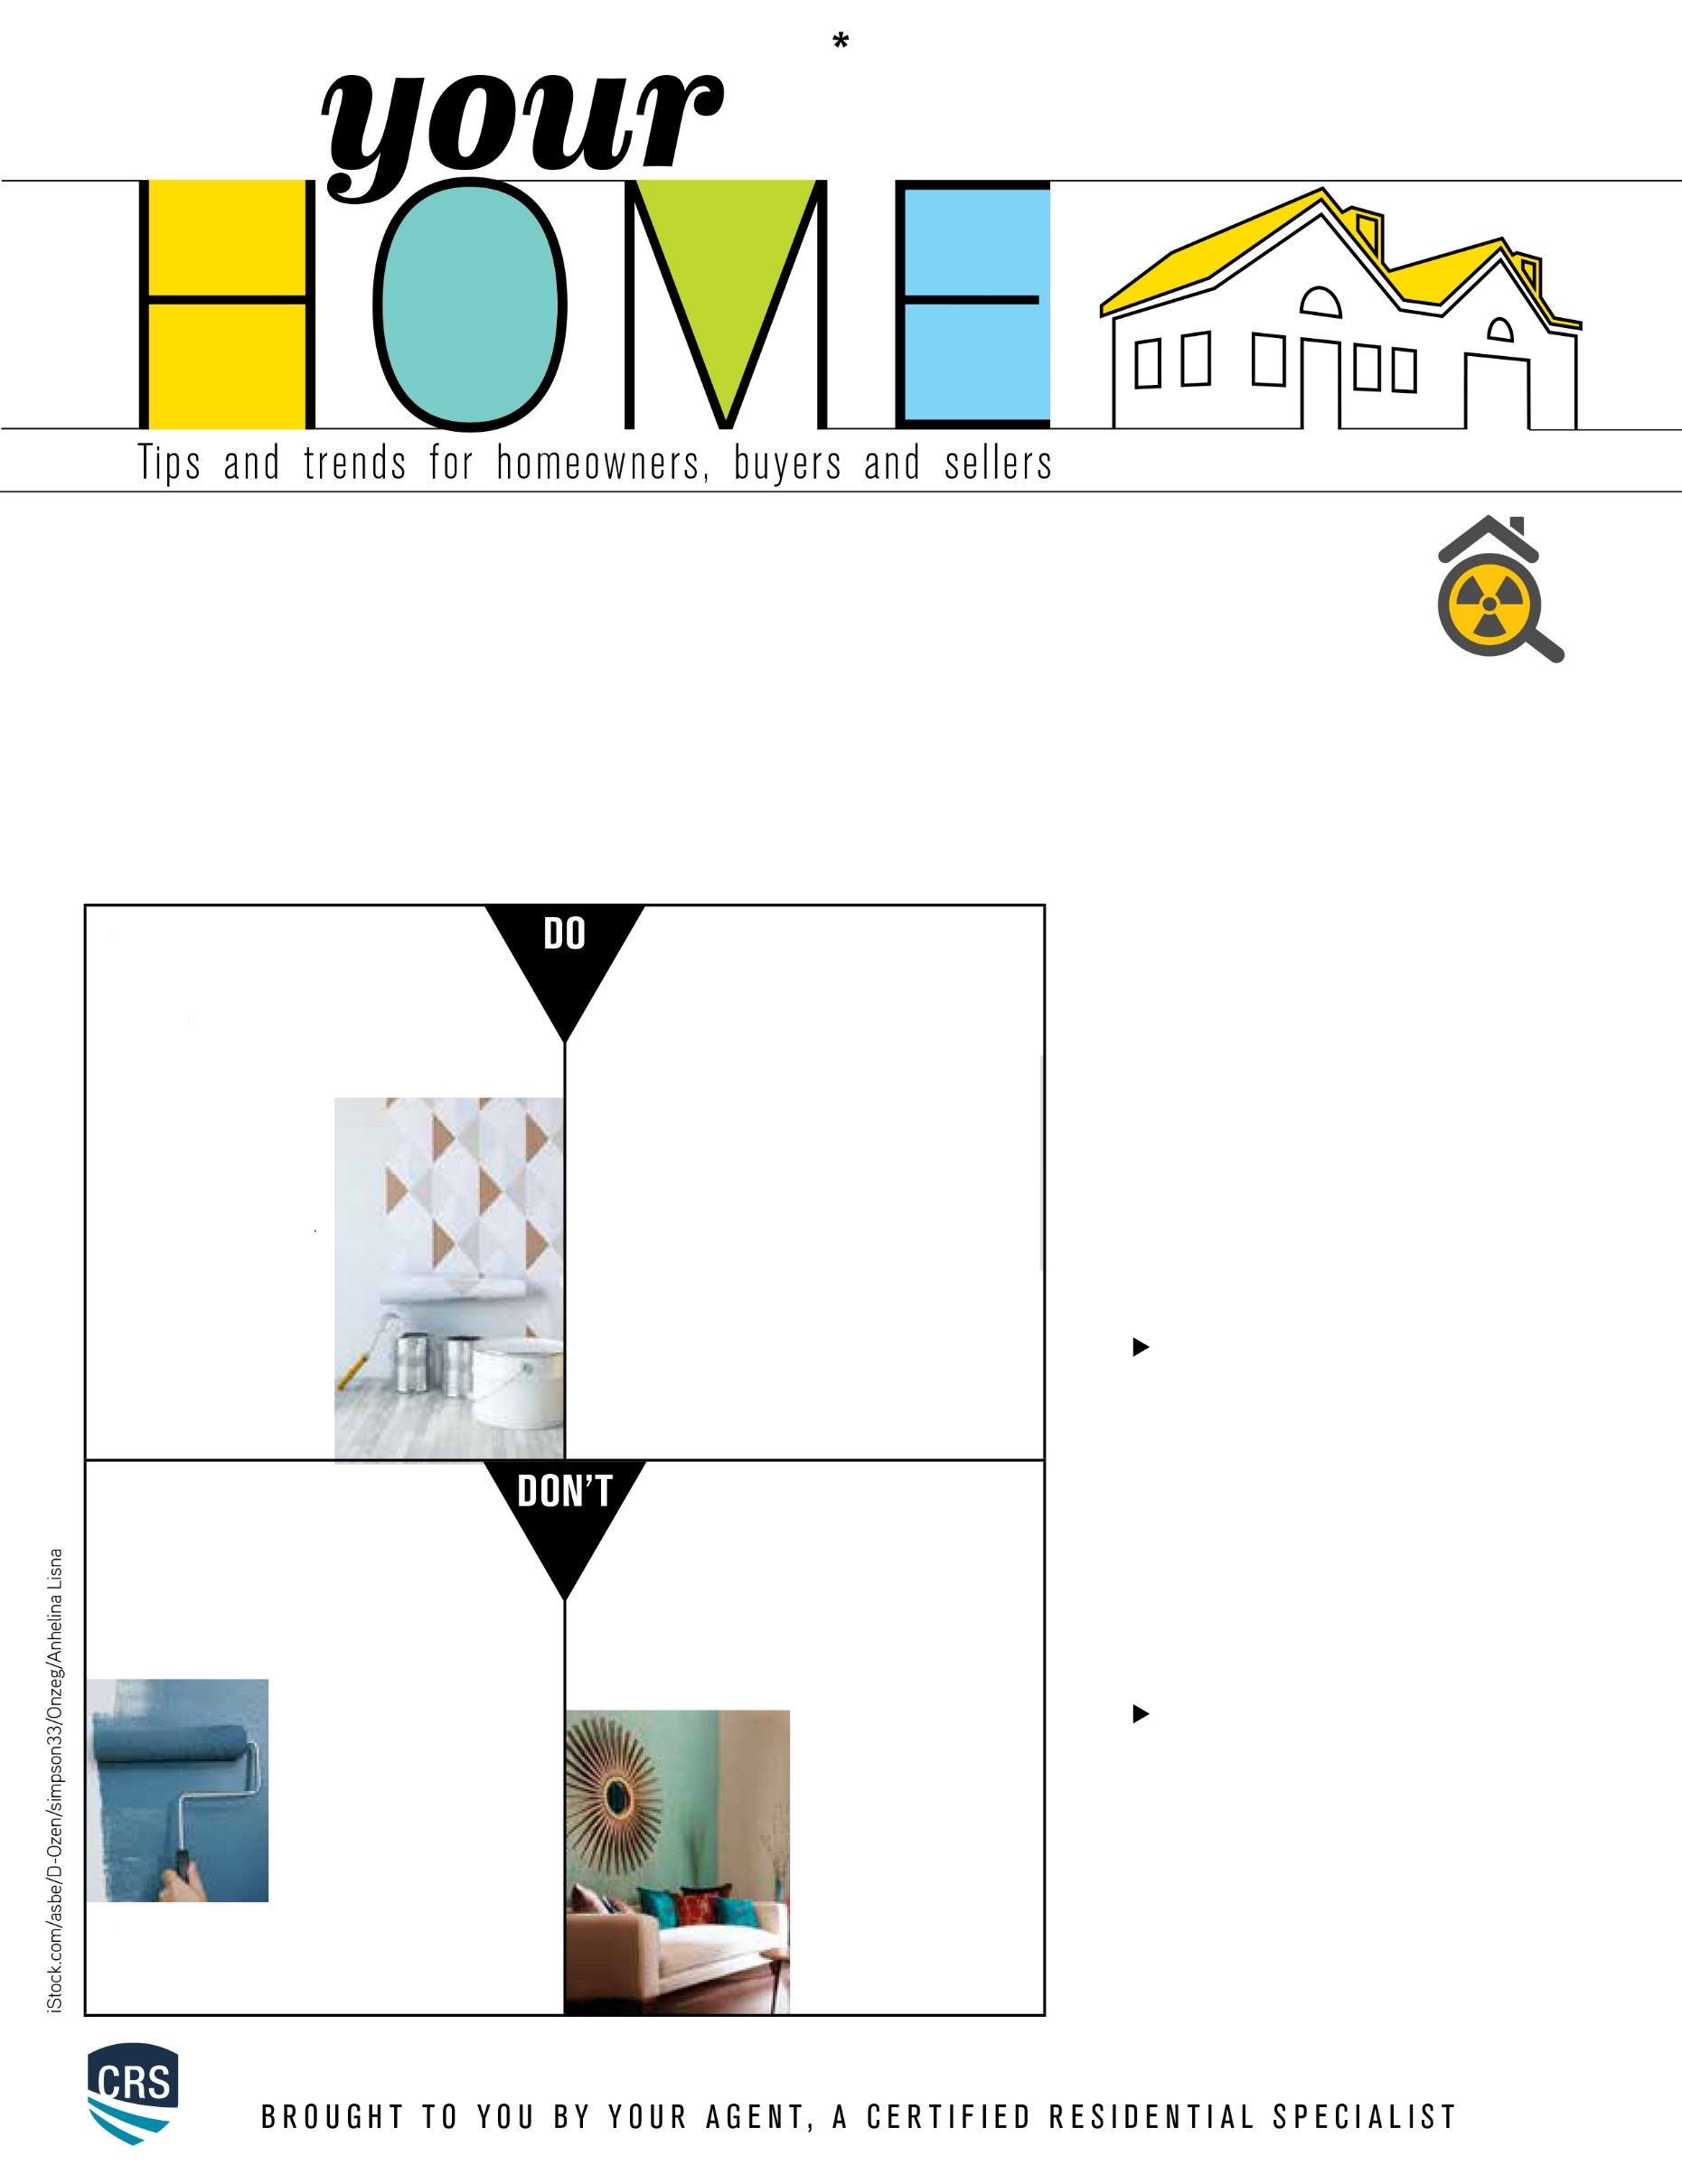 *
your
HOME
Tips and trends for homeowners, buyers and sellers
DO
DON'T
iStock.com/asbe/D-Ozen/simpson33/Onzeg/Anhelina Lisna
CRS
BROUGHT TO YOU BY YOUR AGENT, A CERTIFIED RESIDENTIAL SPECIALIST